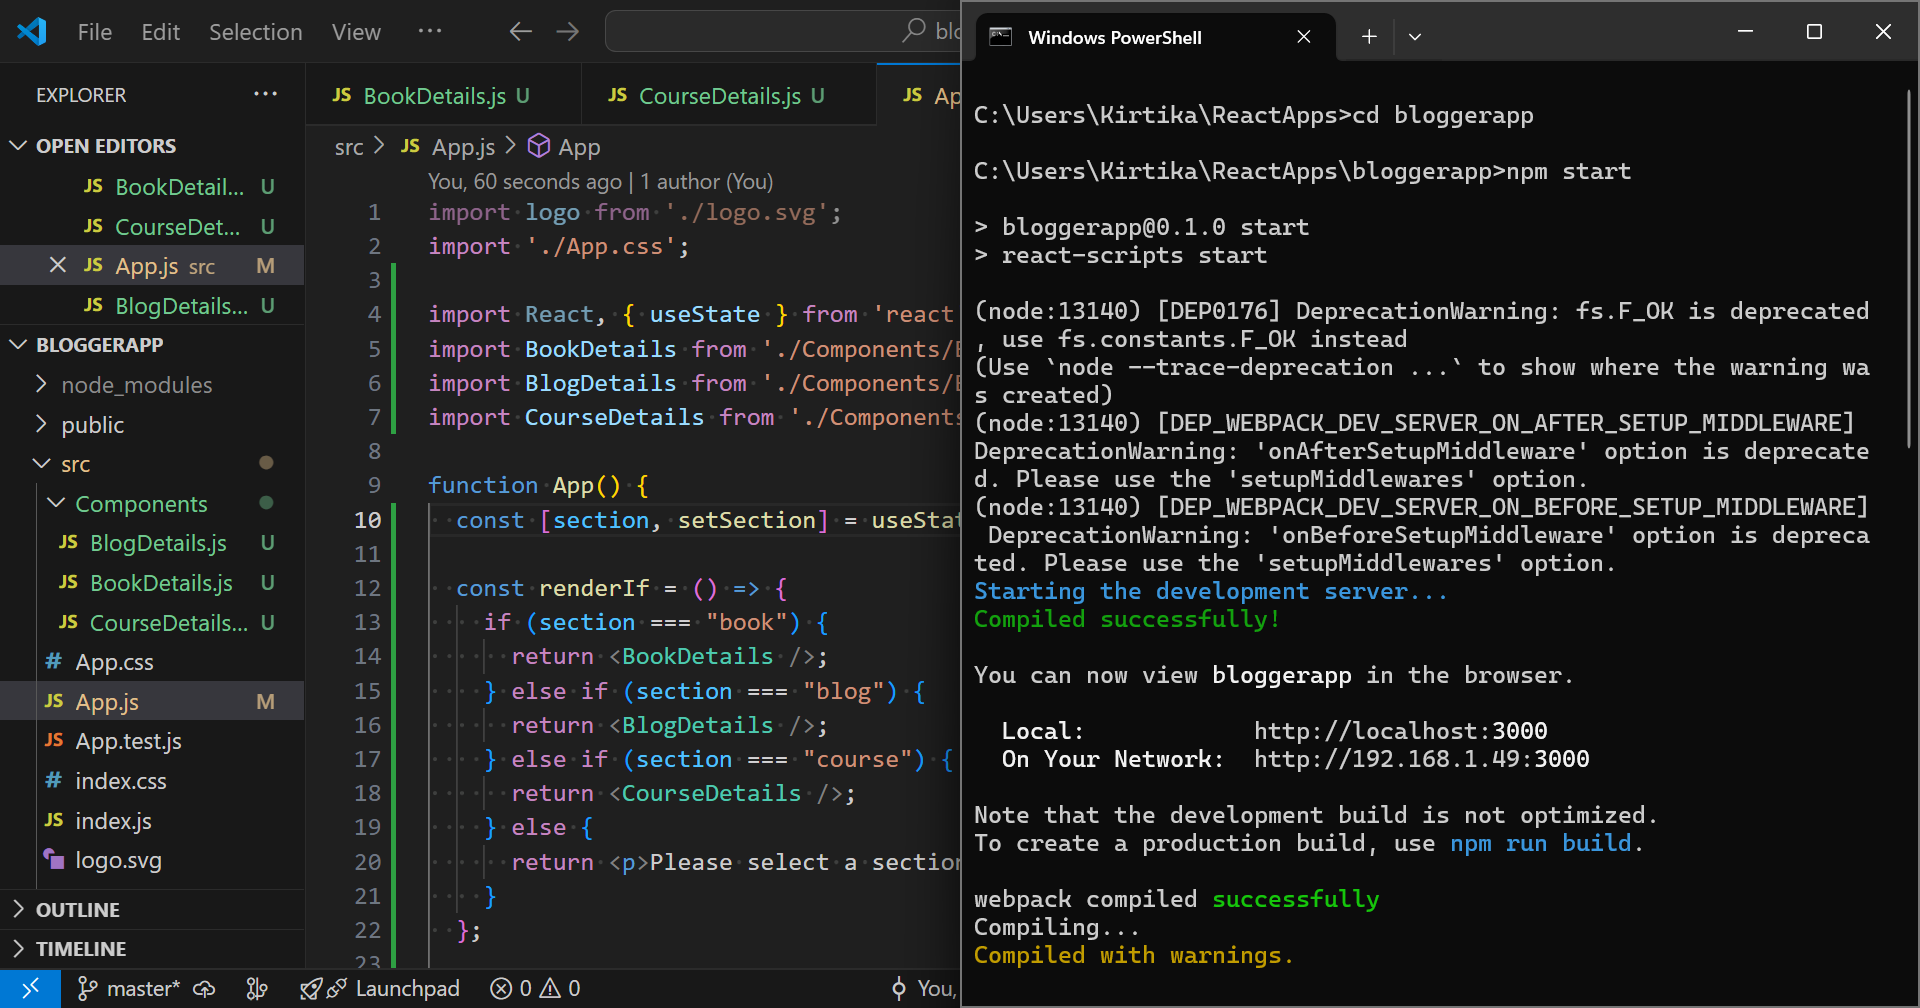 File Edit Selection View ··· blo
EXPLORER ···
OPEN EDITORS
JS BookDetail... U
JS CourseDet... U
JS App.js src M
JS BlogDetails... U
BLOGGERAPP
node_modules
public
src
Components
JS BlogDetails.js U
JS BookDetails.js U
JS CourseDetails... U
# App.css
JS App.js M
JS App.test.js
# index.css
JS index.js
logo.svg
OUTLINE
TIMELINE
JS BookDetails.js U JS CourseDetails.js U JS Ap
src > JS App.js > App
You, 60 seconds ago | 1 author (You)
1 import logo from './logo.svg';
2 import './App.css';
3
4 import React, { useState } from 'react
5 import BookDetails from './Components/
6 import BlogDetails from './Components/
7 import CourseDetails from './Components
8
9 function App() {
10 const [section, setSection] = useStat
11
12 const renderIf = () => {
13 if (section === "book") {
14 return <BookDetails />;
15 } else if (section === "blog") {
16 return <BlogDetails />;
17 } else if (section === "course") {
18 return <CourseDetails />;
19 } else {
20 return <p>Please select a section
21 }
22 };
23
master* Launchpad 0 0 You,
Windows PowerShell
C:\Users\Kirtika\ReactApps>cd bloggerapp
C:\Users\Kirtika\ReactApps\bloggerapp>npm start
> bloggerapp@0.1.0 start
> react-scripts start
(node:13140) [DEP0176] DeprecationWarning: fs.F_OK is deprecated
, use fs.constants.F_OK instead
(Use `node --trace-deprecation ...` to show where the warning wa
s created)
(node:13140) [DEP_WEBPACK_DEV_SERVER_ON_AFTER_SETUP_MIDDLEWARE]
DeprecationWarning: 'onAfterSetupMiddleware' option is deprecate
d. Please use the 'setupMiddlewares' option.
(node:13140) [DEP_WEBPACK_DEV_SERVER_ON_BEFORE_SETUP_MIDDLEWARE]
DeprecationWarning: 'onBeforeSetupMiddleware' option is depreca
ted. Please use the 'setupMiddlewares' option.
Starting the development server...
Compiled successfully!
You can now view bloggerapp in the browser.
Local: http://localhost:3000
On Your Network: http://192.168.1.49:3000
Note that the development build is not optimized.
To create a production build, use npm run build.
webpack compiled successfully
Compiling...
Compiled with warnings.